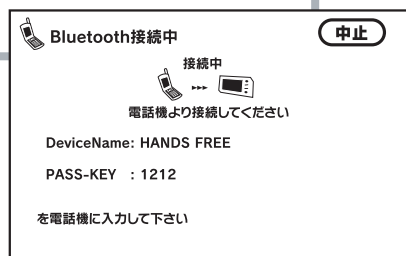 Bluetooth接続中
中止
接続中
電話機より接続してください
DeviceName: HANDS FREE
PASS-KEY : 1212
を電話機に入力して下さい